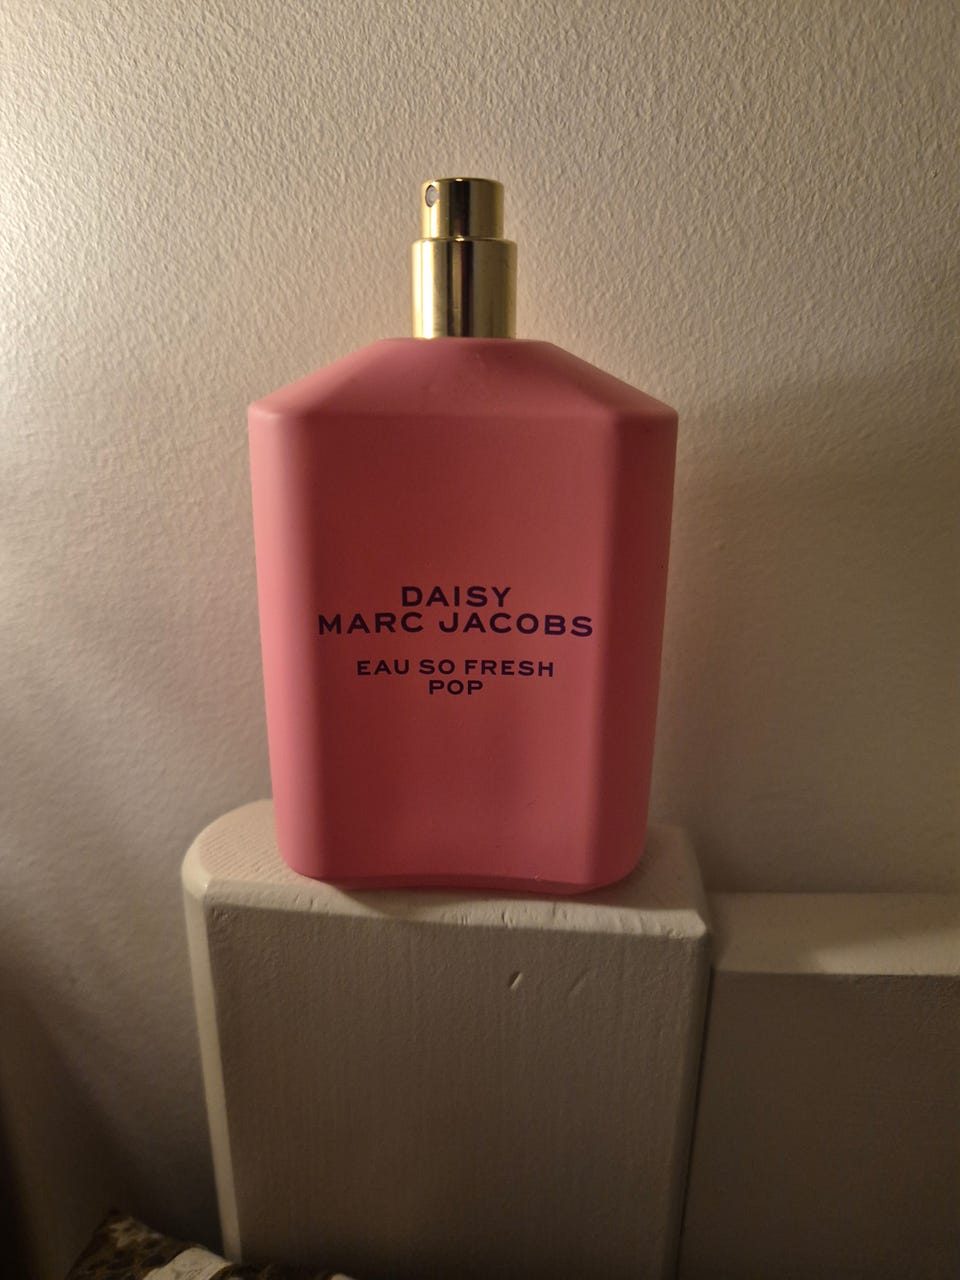 DAISY
MARC JACOBS
EAU SO FRESH
POP